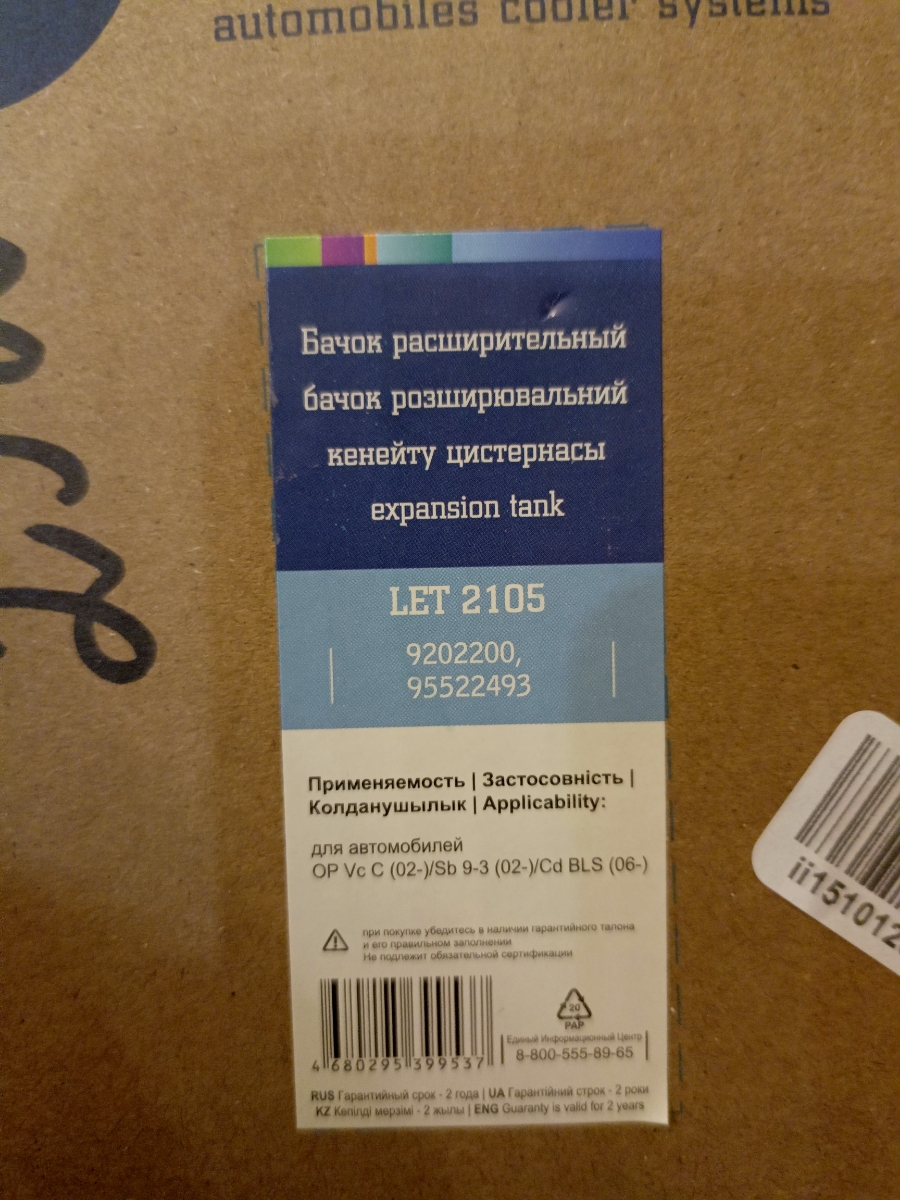 automobiles cooler systems
Бачок расширительный
бачок розширювальний
кенейту цистернасы
expansion tank
LET 2105
9202200,
95522493
Применяемость | Застосовність |
Колданушылык | Applicability:
для автомобилей
OP Vc C (02-)/Sb 9-3 (02-)/Cd BLS (06-)
при покупке убедитесь в наличии гарантийного талона
и его правильном заполнении
Не подлежит обязательной сертификации
20
PAP
Единый Информационный Центр
8-800-555-89-65
4 680295 399537
RUS Гарантийный срок - 2 года | UA Гарантійний строк - 2 роки
KZ Кепілді мерзімі - 2 жылы | ENG Guaranty is valid for 2 years
ii151012